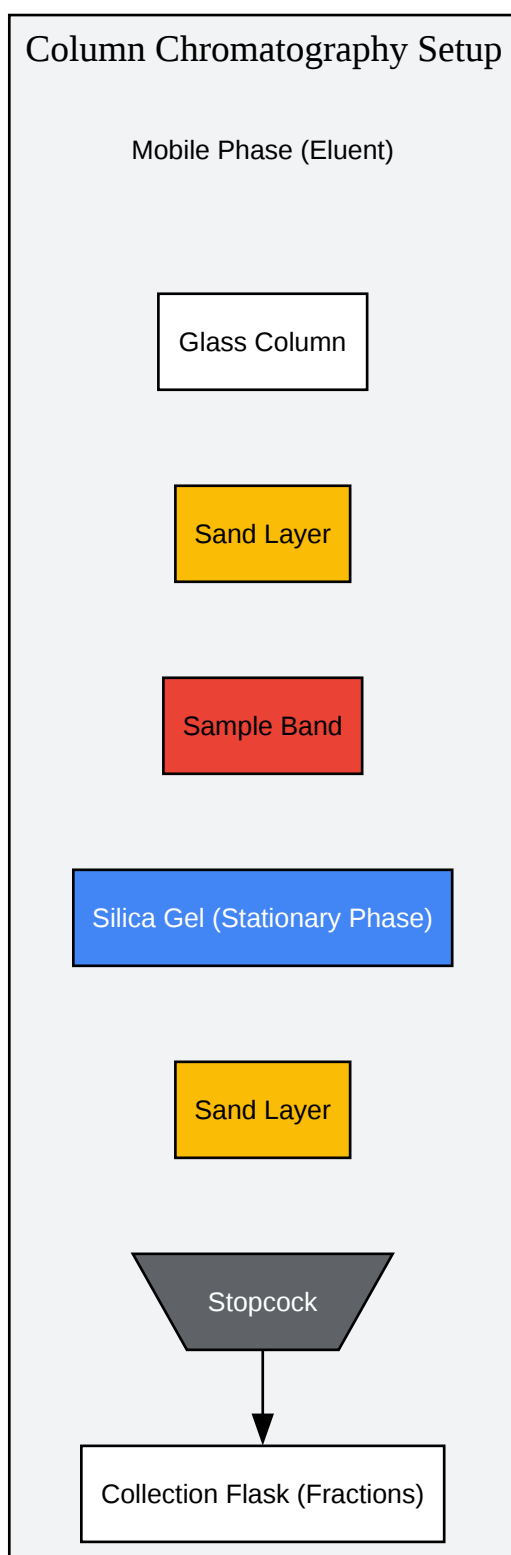 Column Chromatography Setup
Mobile Phase (Eluent)
Glass Column
Sand Layer
Sample Band
Silica Gel (Stationary Phase)
Sand Layer
Stopcock
Collection Flask (Fractions)